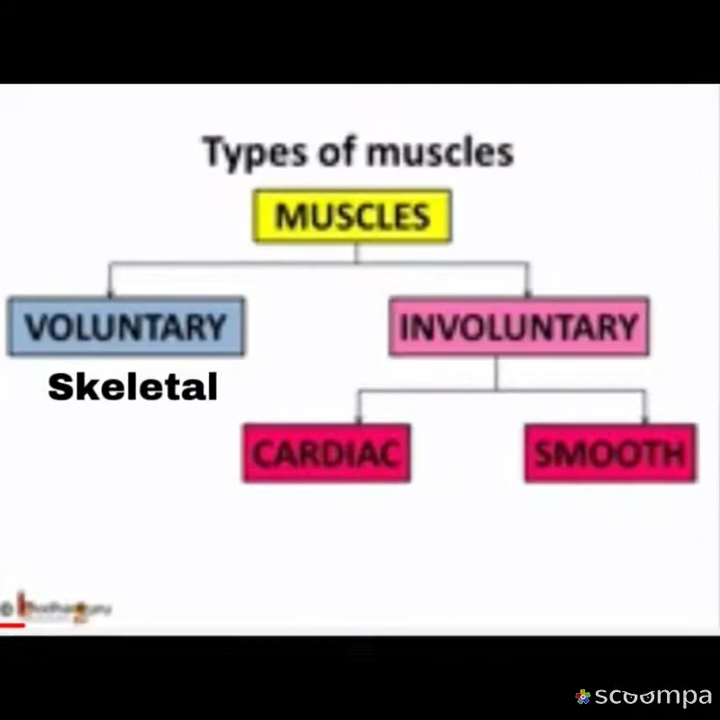 Types of muscles
MUSCLES
VOLUNTARY
INVOLUNTARY
Skeletal
CARDIAC
SMOOTH
scoompa